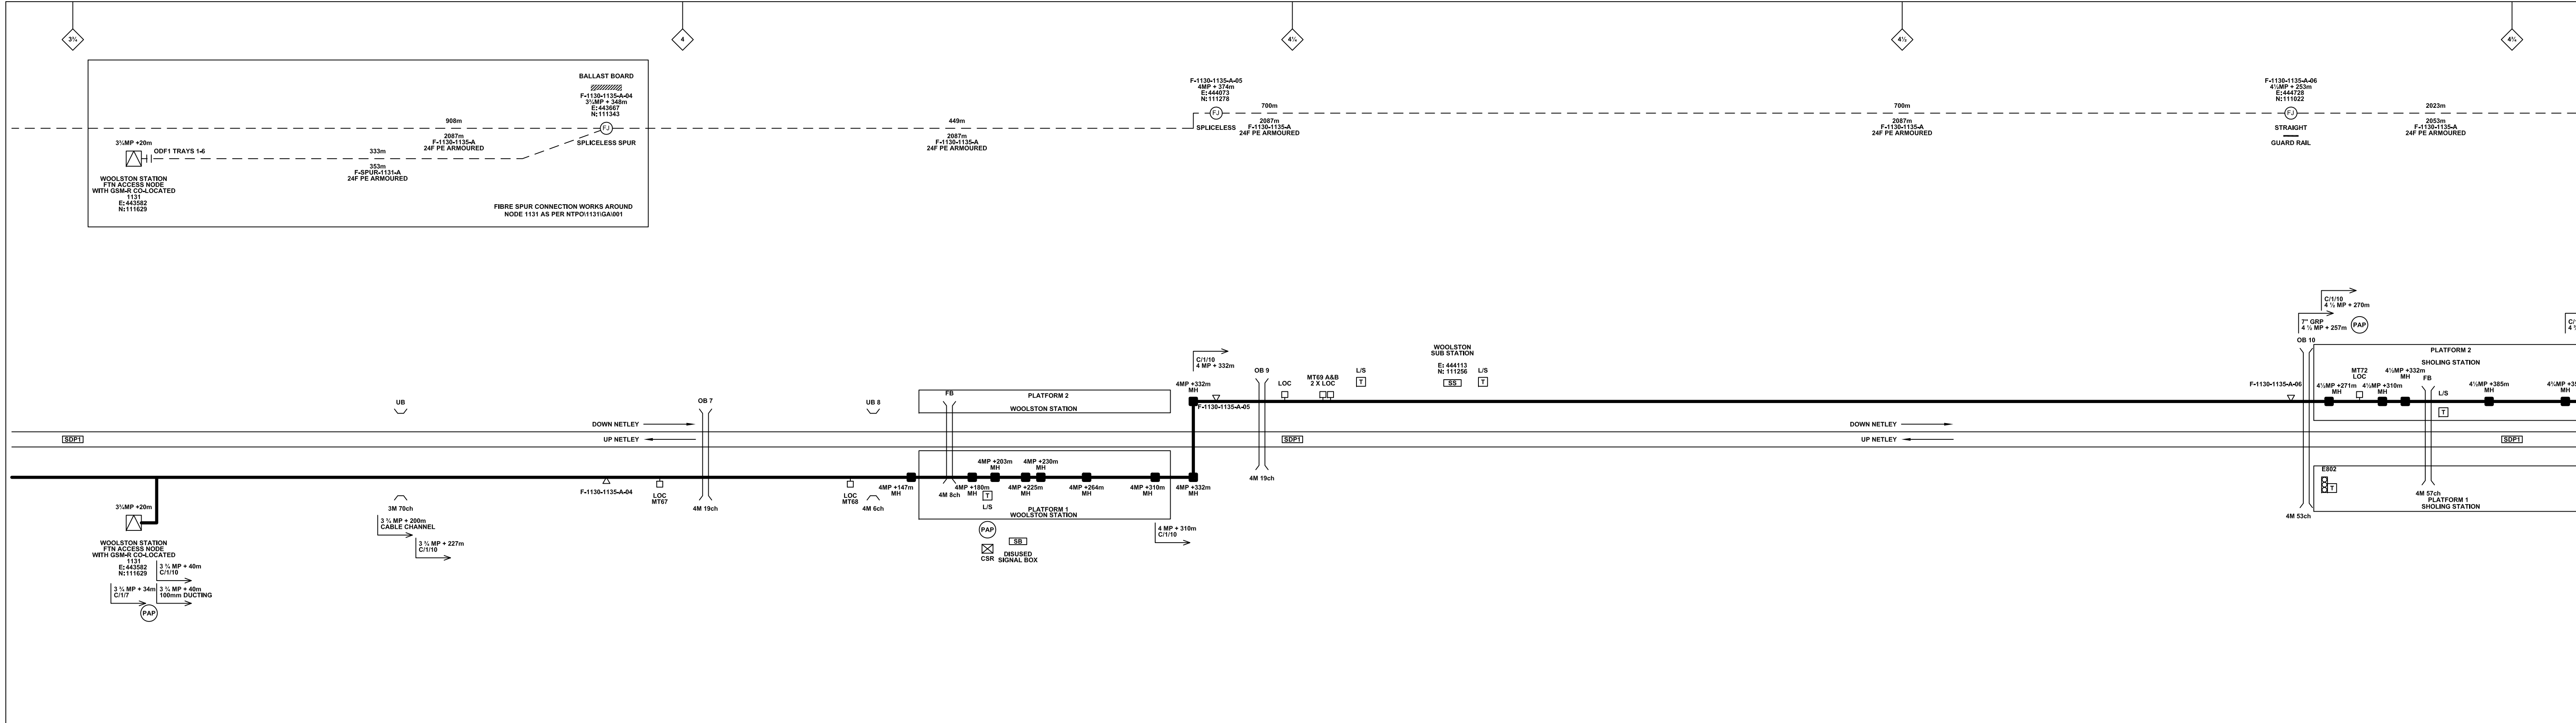 3¾
4
4¼
4½
4¾
BALLAST BOARD
F-1130-1135-A-04
3¾MP + 348m
E: 443667
N: 111343
FJ
SPLICELESS SPUR
908m
2087m
F-1130-1135-A
24F PE ARMOURED
3¾MP +20m
ODF1 TRAYS 1-6
333m
353m
F-SPUR-1131-A
24F PE ARMOURED
WOOLSTON STATION
FTN ACCESS NODE
WITH GSM-R CO-LOCATED
1131
E: 443582
N: 111629
FIBRE SPUR CONNECTION WORKS AROUND
NODE 1131 AS PER NTPO\1131\GA\001
449m
2087m
F-1130-1135-A
24F PE ARMOURED
F-1130-1135-A-05
4MP + 374m
E: 444073
N: 111278
FJ
SPLICELESS
700m
2087m
F-1130-1135-A
24F PE ARMOURED
700m
2087m
F-1130-1135-A
24F PE ARMOURED
F-1130-1135-A-06
4½MP + 253m
E: 444728
N: 111022
FJ
STRAIGHT
GUARD RAIL
2023m
2053m
F-1130-1135-A
24F PE ARMOURED
SDP1
3¾MP +20m
WOOLSTON STATION
FTN ACCESS NODE
WITH GSM-R CO-LOCATED
1131
E: 443582
N: 111629
3 ¾ MP + 40m
C/1/10
3 ¾ MP + 34m
C/1/7
3 ¾ MP + 40m
100mm DUCTING
PAP
UB
3M 70ch
3 ¾ MP + 200m
CABLE CHANNEL
3 ¾ MP + 227m
C/1/10
DOWN NETLEY
UP NETLEY
F-1130-1135-A-04
LOC
MT67
OB 7
4M 19ch
LOC
MT68
UB 8
4M 6ch
4MP +147m
MH
FB
4M 8ch
PLATFORM 2
WOOLSTON STATION
4MP +180m
MH
4MP +203m
MH
4MP +225m
MH
4MP +230m
MH
4MP +264m
MH
4MP +310m
MH
4MP +332m
MH
T
L/S
PLATFORM 1
WOOLSTON STATION
PAP
CSR
SB
DISUSED
SIGNAL BOX
4 MP + 310m
C/1/10
C/1/10
4 MP + 332m
4MP +332m
MH
F-1130-1135-A-05
OB 9
4M 19ch
LOC
SDP1
MT69 A&B
2 X LOC
L/S
T
WOOLSTON
SUB STATION
E: 444113
N: 111256
SS
L/S
T
DOWN NETLEY
UP NETLEY
F-1130-1135-A-06
C/1/10
4 ½ MP + 270m
7" GRP
4 ½ MP + 257m
PAP
OB 10
4M 53ch
PLATFORM 2
SHOLING STATION
4½MP +271m
MH
MT72
LOC
4½MP +310m
MH
4½MP +332m
MH
FB
L/S
T
4½MP +385m
MH
SDP1
E802
T
4M 57ch
PLATFORM 1
SHOLING STATION